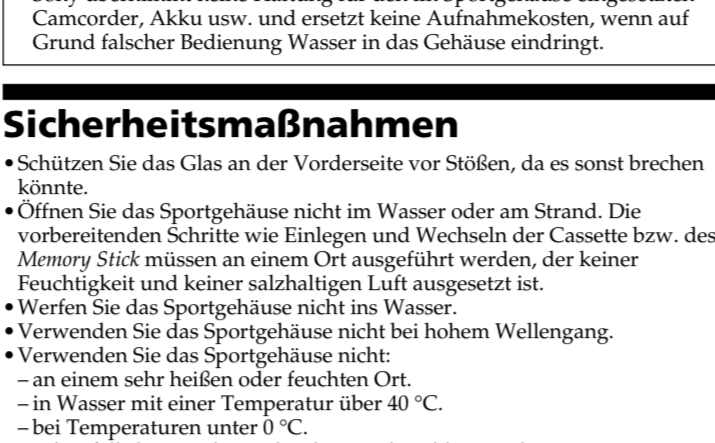 Camcorder, Akku usw. und ersetzt keine Aufnahmekosten, wenn auf
Grund falscher Bedienung Wasser in das Gehäuse eindringt.
Sicherheitsmaßnahmen
• Schützen Sie das Glas an der Vorderseite vor Stößen, da es sonst brechen
könnte.
• Öffnen Sie das Sportgehäuse nicht im Wasser oder am Strand. Die
vorbereitenden Schritte wie Einlegen und Wechseln der Cassette bzw. des
Memory Stick müssen an einem Ort ausgeführt werden, der keiner
Feuchtigkeit und keiner salzhaltigen Luft ausgesetzt ist.
• Werfen Sie das Sportgehäuse nicht ins Wasser.
• Verwenden Sie das Sportgehäuse nicht bei hohem Wellengang.
• Verwenden Sie das Sportgehäuse nicht:
– an einem sehr heißen oder feuchten Ort.
– in Wasser mit einer Temperatur über 40 °C.
– bei Temperaturen unter 0 °C.